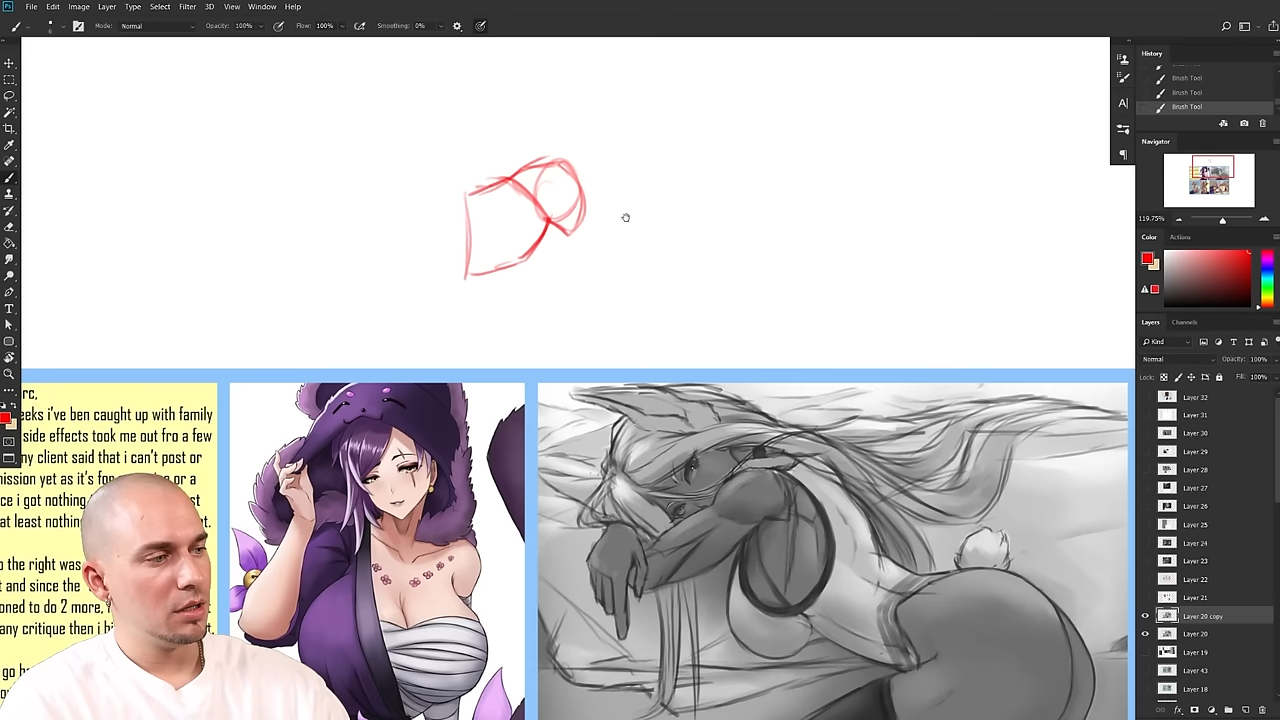 File Edit Image Layer Type Select Filter 3D View Window Help
Mode: Normal Opacity: 100% Flow: 100% Smoothing: 0%
History
Brush Tool
Brush Tool
Brush Tool
Navigator
119.75%
Color Actions
Layers Channels
Kind
Normal Opacity: 100%
Lock: Fill: 100%
Layer 32
Layer 31
Layer 30
Layer 29
Layer 28
Layer 27
Layer 26
Layer 25
Layer 24
Layer 23
Layer 22
Layer 21
Layer 20 copy
Layer 20
Layer 19
Layer 43
Layer 18
rc,
eeks i've ben caught up with family
side effects took me out fro a few
my client said that i can't post or
mission yet as it's for or a
ce i got nothing
at least nothin
o the right was
t and since the
oned to do 2 more.
any critique then i
go